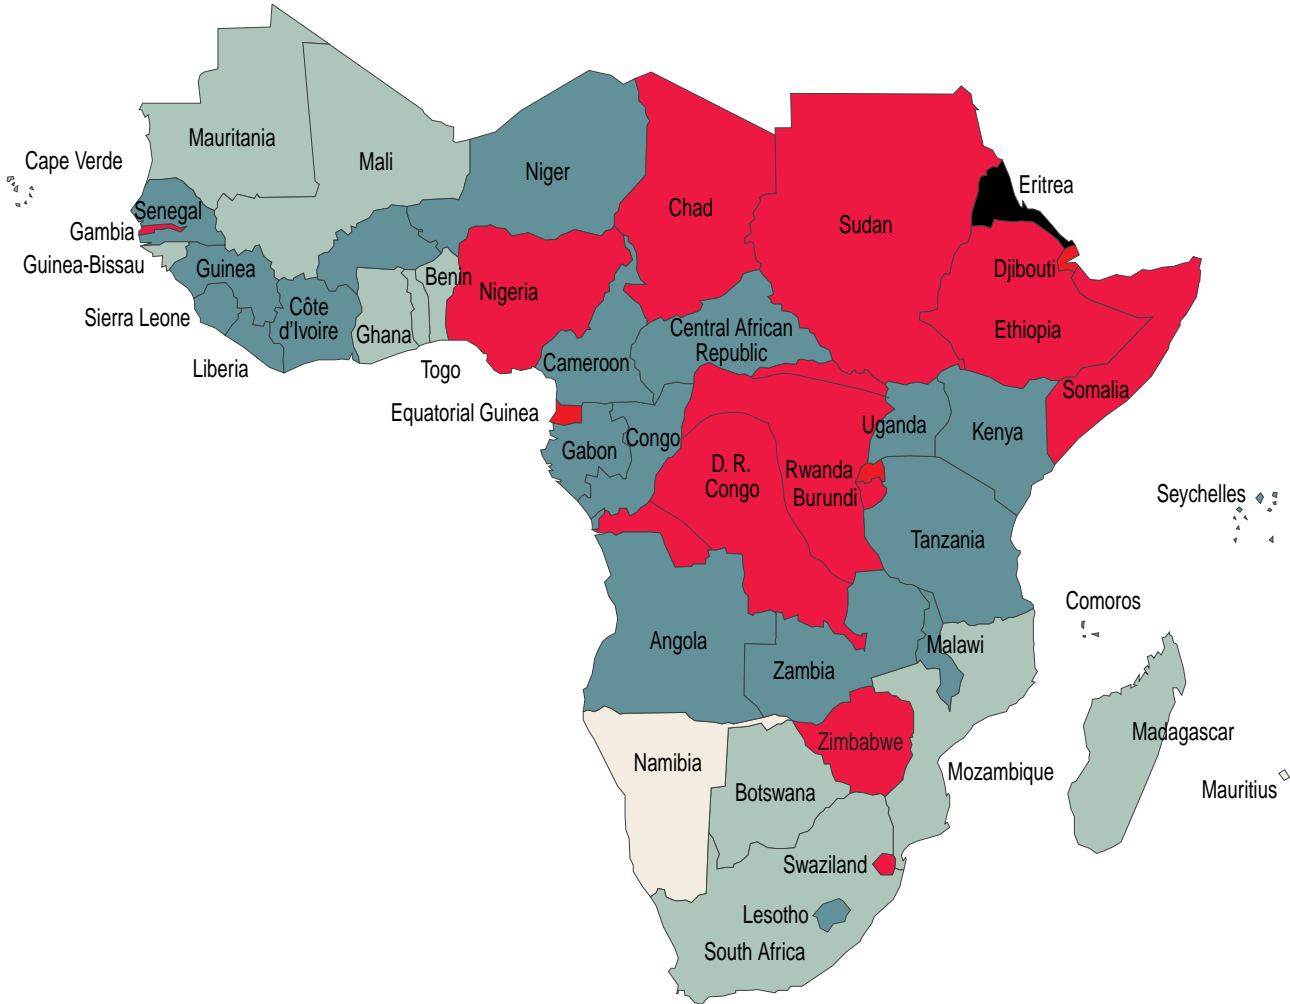 Mauritania
Cape Verde
Mali
Niger
Eritrea
Chad
Senegal
Sudan
Gambia
Guinea-Bissau
Guinea
Djibouti
Benin
Nigeria
Côte
d'Ivoire
Sierra Leone
Ghana
Central African
Republic
Ethiopia
Liberia
Togo
Cameroon
Somalia
Equatorial Guinea
Uganda
Kenya
Congo
Gabon
D. R.
Congo
Rwanda
Burundi
Seychelles
Tanzania
Comoros
Angola
Malawi
Zambia
Madagascar
Zimbabwe
Namibia
Mozambique
Botswana
Mauritius
Swaziland
Lesotho
South Africa